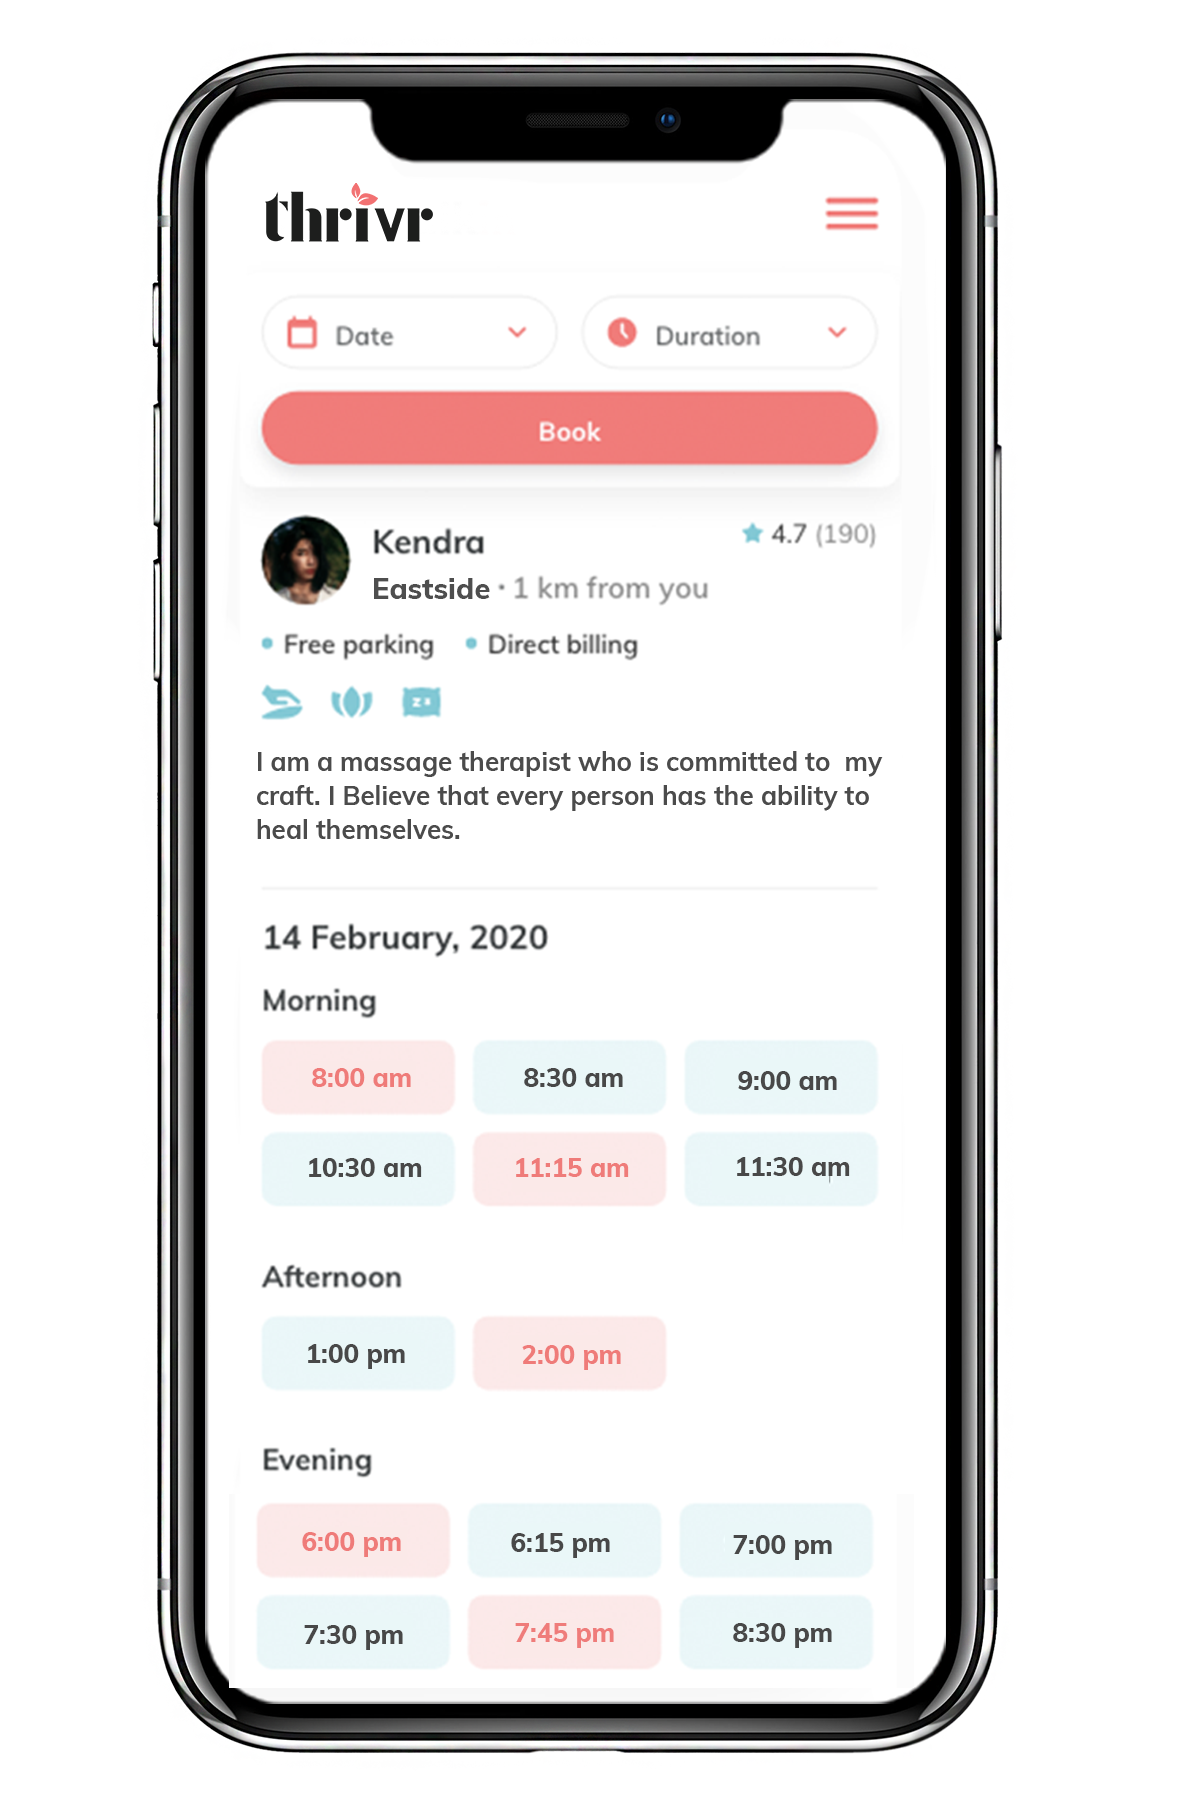 thrivr
Date
Duration
Book
Kendra
4.7 (190)
Eastside · 1 km from you
Free parking
Direct billing
I am a massage therapist who is committed to  my
craft. I Believe that every person has the ability to
heal themselves.
14 February, 2020
Morning
8:00 am
8:30 am
9:00 am
10:30 am
11:15 am
11:30 am
Afternoon
1:00 pm
2:00 pm
Evening
6:00 pm
6:15 pm
7:00 pm
7:30 pm
7:45 pm
8:30 pm